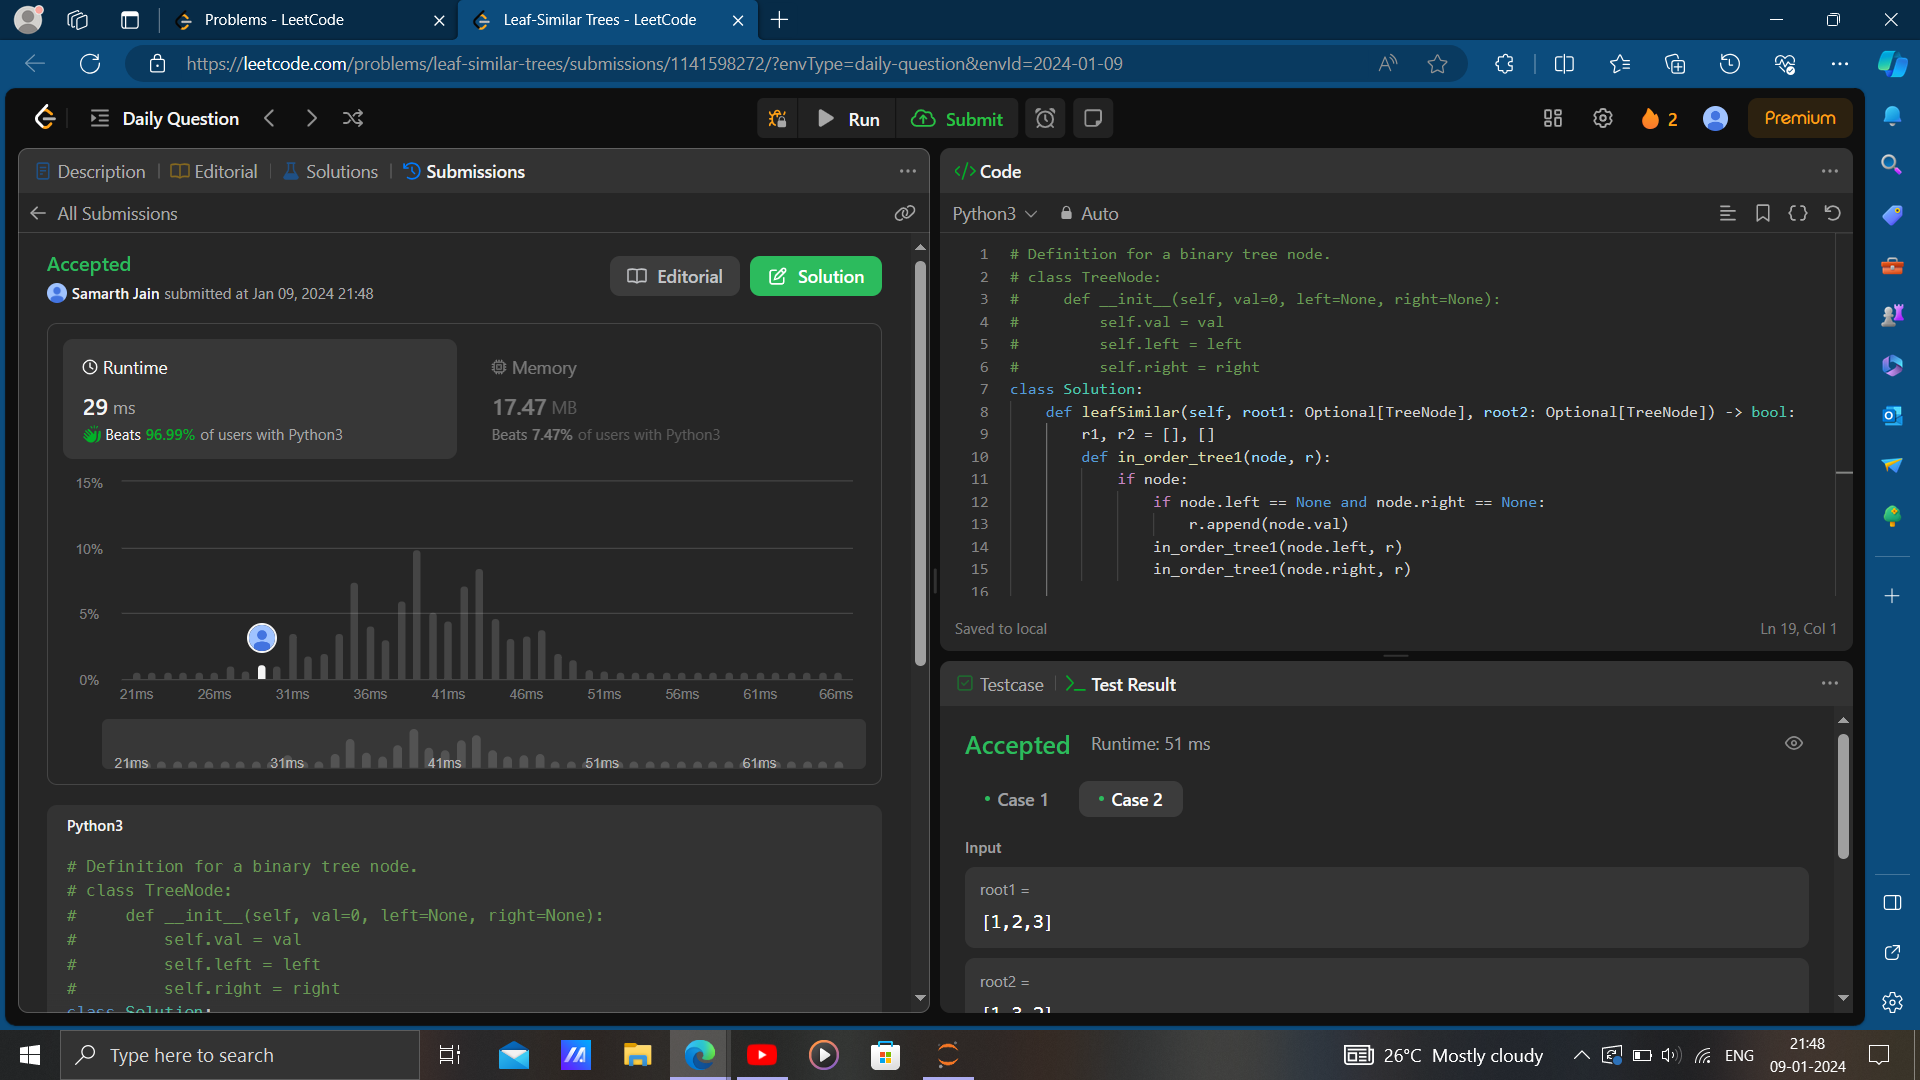 Problems - LeetCode
Leaf-Similar Trees - LeetCode
https://leetcode.com/problems/leaf-similar-trees/submissions/1141598272/?envType=daily-question&envId=2024-01-09
Daily Question
Run
Submit
2
Premium
Description
Editorial
Solutions
Submissions
All Submissions
Accepted
Samarth Jain submitted at Jan 09, 2024 21:48
Editorial
Solution
Runtime
29 ms
Beats 96.99% of users with Python3
Memory
17.47 MB
Beats 7.47% of users with Python3
15%
10%
5%
0%
21ms 26ms 31ms 36ms 41ms 46ms 51ms 56ms 61ms 66ms
21ms 31ms 41ms 51ms 61ms
Python3
# Definition for a binary tree node.
# class TreeNode:
#     def __init__(self, val=0, left=None, right=None):
#         self.val = val
#         self.left = left
#         self.right = right
class Solution:
Code
Python3
Auto
1 # Definition for a binary tree node.
2 # class TreeNode:
3 #     def __init__(self, val=0, left=None, right=None):
4 #         self.val = val
5 #         self.left = left
6 #         self.right = right
7 class Solution:
8     def leafSimilar(self, root1: Optional[TreeNode], root2: Optional[TreeNode]) -> bool:
9         r1, r2 = [], []
10         def in_order_tree1(node, r):
11             if node:
12                 if node.left == None and node.right == None:
13                     r.append(node.val)
14                 in_order_tree1(node.left, r)
15                 in_order_tree1(node.right, r)
16
Saved to local
Ln 19, Col 1
Testcase
Test Result
Accepted
Runtime: 51 ms
Case 1
Case 2
Input
root1 =
[1,2,3]
root2 =
[1,3,2]
Type here to search
26°C Mostly cloudy
ENG
21:48
09-01-2024